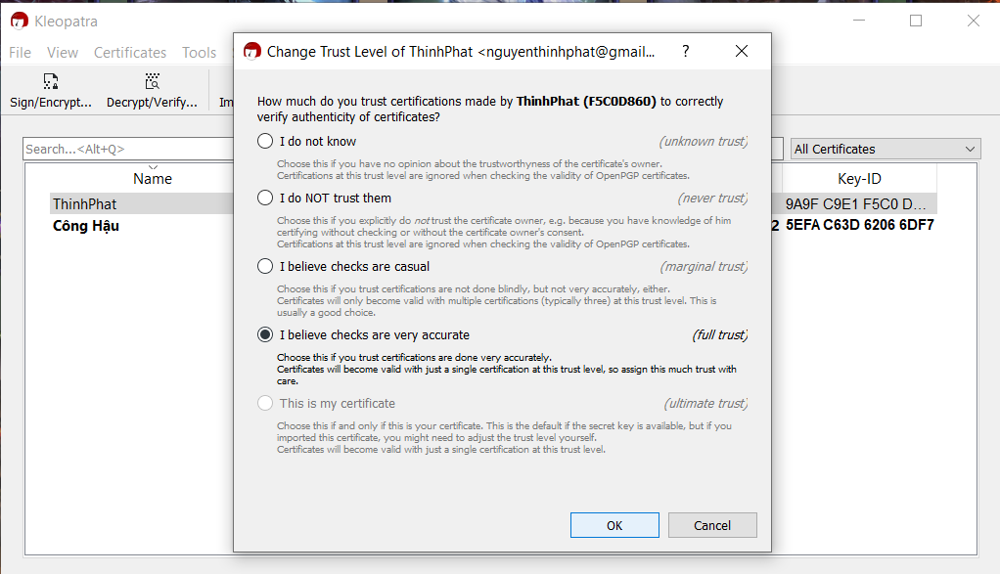 Kleopatra
File View Certificates Tools
Sign/Encrypt... Decrypt/Verify... Im
Search...<Alt+Q>
All Certificates
Name
Key-ID
ThinhPhat
9A9F C9E1 F5C0 D...
Công Hậu
2 5EFA C63D 6206 6DF7
Change Trust Level of ThinhPhat <nguyenthinhphat@gmail...
?
How much do you trust certifications made by ThinhPhat (F5C0D860) to correctly
verify authenticity of certificates?
I do not know (unknown trust)
Choose this if you have no opinion about the trustworthyness of the certificate's owner.
Certifications at this trust level are ignored when checking the validity of OpenPGP certificates.
I do NOT trust them (never trust)
Choose this if you explicitly do not trust the certificate owner, e.g. because you have knowledge of him
certifying without checking or without the certificate owner's consent.
Certifications at this trust level are ignored when checking the validity of OpenPGP certificates.
I believe checks are casual (marginal trust)
Choose this if you trust certifications are not done blindly, but not very accurately, either.
Certificates will only become valid with multiple certifications (typically three) at this trust level. This is
usually a good choice.
I believe checks are very accurate (full trust)
Choose this if you trust certifications are done very accurately.
Certificates will become valid with just a single certification at this trust level, so assign this much trust with
care.
This is my certificate (ultimate trust)
Choose this if and only if this is your certificate. This is the default if the secret key is available, but if you
imported this certificate, you might need to adjust the trust level yourself.
Certificates will become valid with just a single certification at this trust level.
OK
Cancel